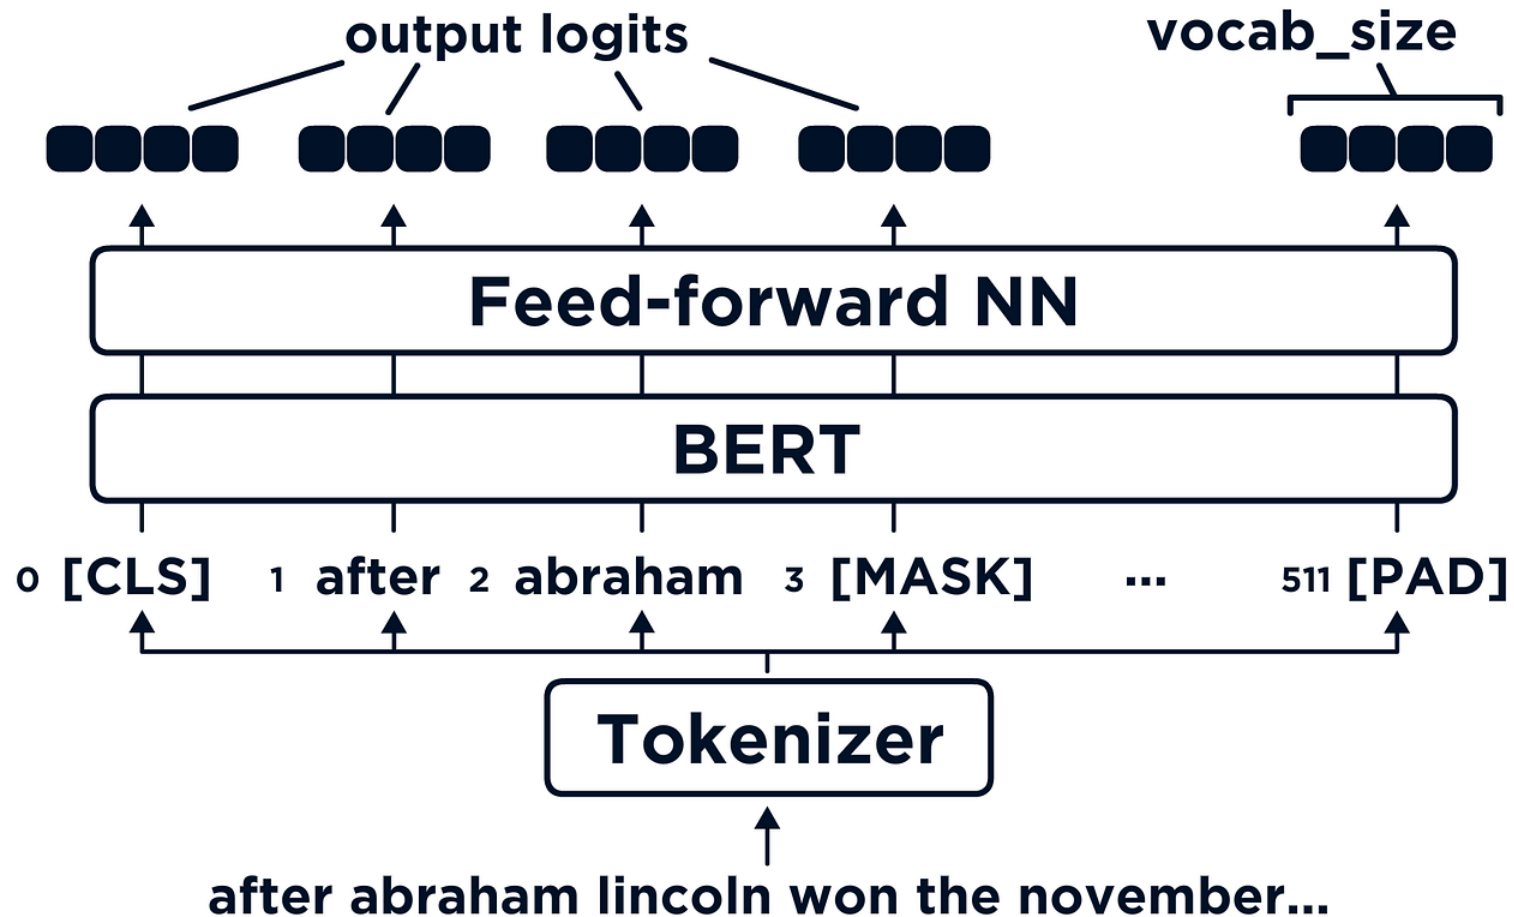 output logits
vocab_size
Feed-forward NN
BERT
0 [CLS] 1 after 2 abraham 3 [MASK] ... 511 [PAD]
Tokenizer
after abraham lincoln won the november...